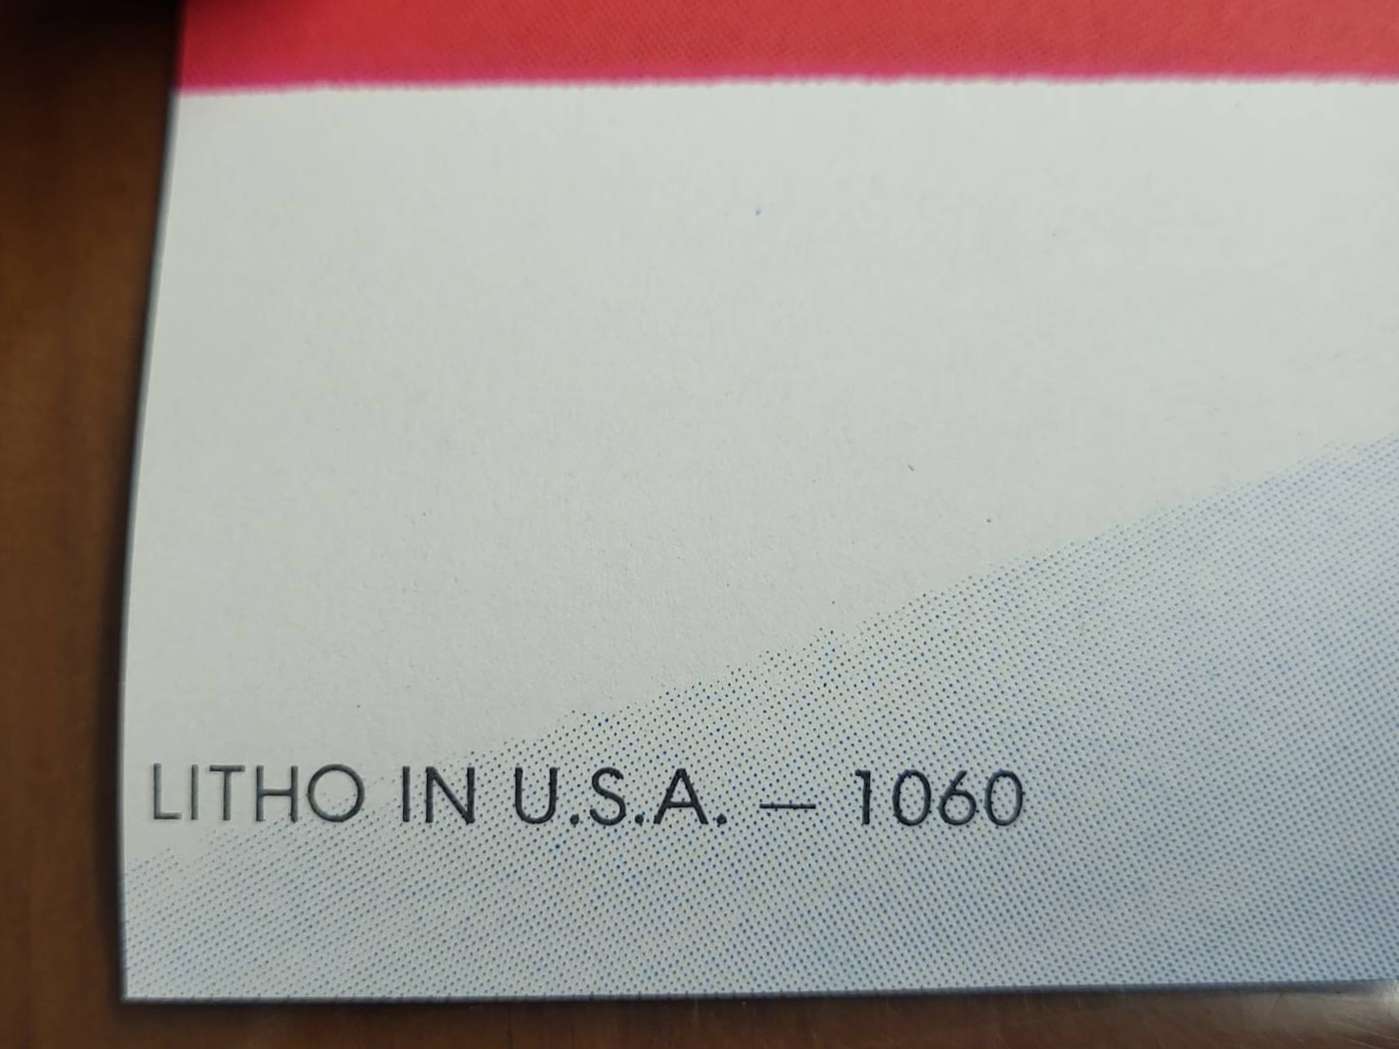 LITHO IN U.S.A. — 1060